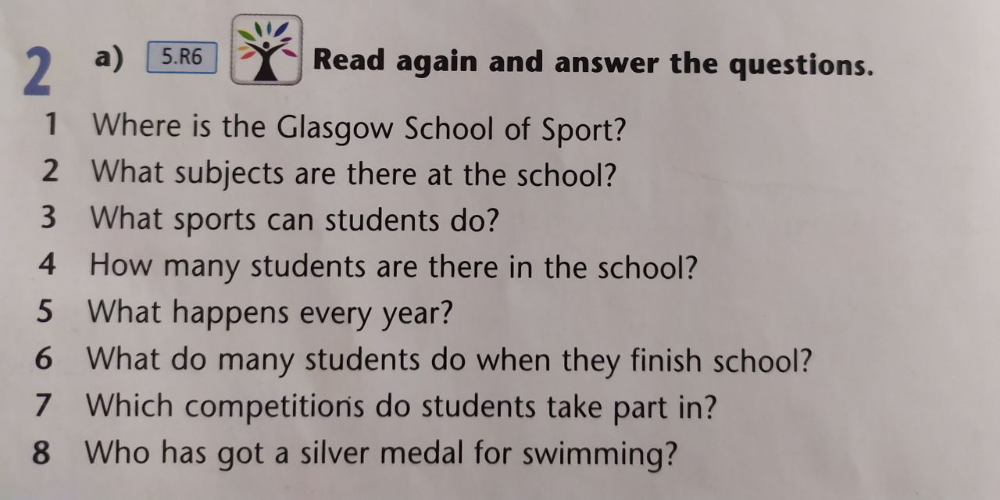 2 a) 5.R6 Read again and answer the questions.
1 Where is the Glasgow School of Sport?
2 What subjects are there at the school?
3 What sports can students do?
4 How many students are there in the school?
5 What happens every year?
6 What do many students do when they finish school?
7 Which competitions do students take part in?
8 Who has got a silver medal for swimming?